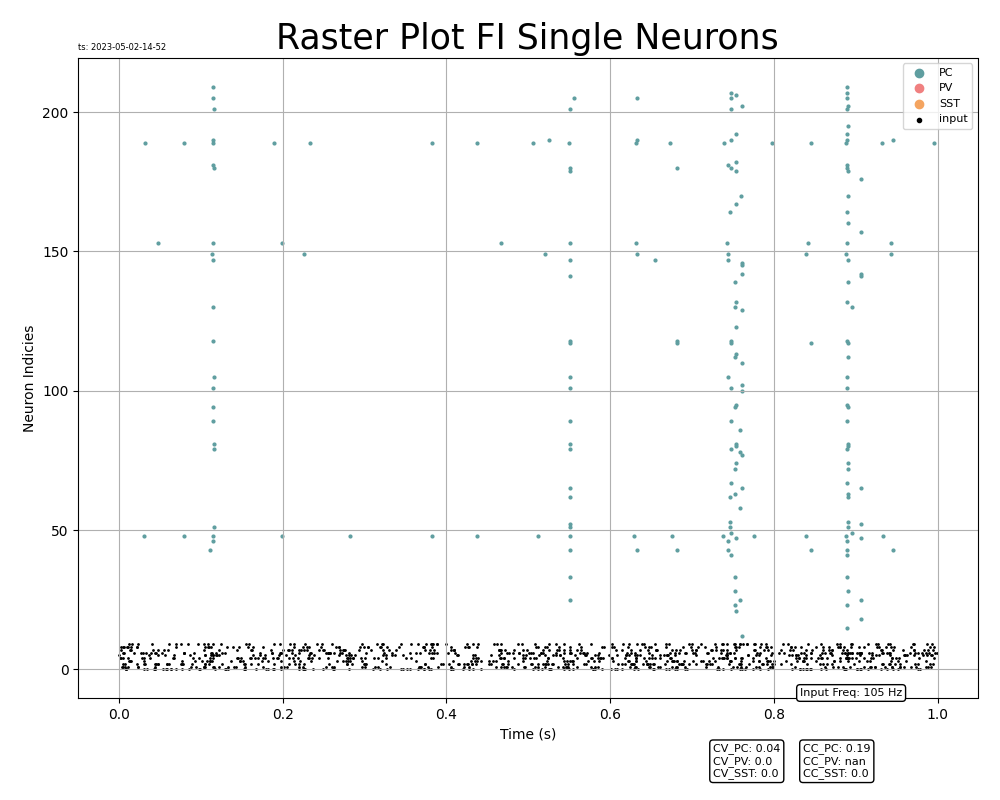 Raster Plot FI Single Neurons
ts: 2023-05-02-14-52
PC
PV
SST
input
Neuron Indicies
200
150
100
50
0
0.0 0.2 0.4 0.6 0.8 1.0
Time (s)
Input Freq: 105 Hz
CV_PC: 0.04
CV_PV: 0.0
CV_SST: 0.0
CC_PC: 0.19
CC_PV: nan
CC_SST: 0.0